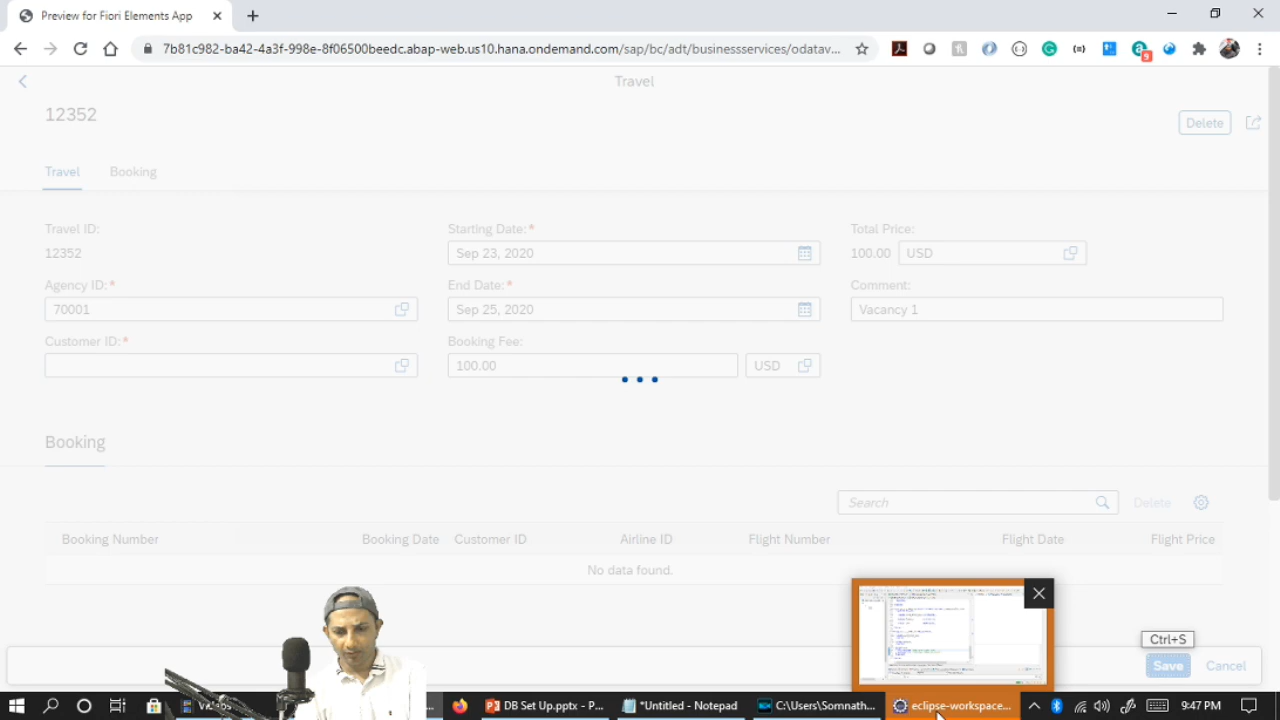 Preview for Fiori Elements App
7b81c982-ba42-4a3f-998e-8f06500beedc.abap-web.us10.hana.ondemand.com/sap/bc/adt/businessservices/odatav...
9
Travel
12352
Delete
Travel
Booking
Travel ID:
12352
Starting Date:*
Sep 23, 2020
Total Price:
100.00
USD
Agency ID:*
70001
End Date:*
Sep 25, 2020
Comment:
Vacancy 1
Customer ID:*
Booking Fee:
100.00
USD
Booking
Search
Delete
Booking Number
Booking Date
Customer ID
Airline ID
Flight Number
Flight Date
Flight Price
No data found.
Ctrl+S
Save
Cancel
*Untitled - Notepad
C:\Users\Somnath...
eclipse-workspace...
9:47 PM